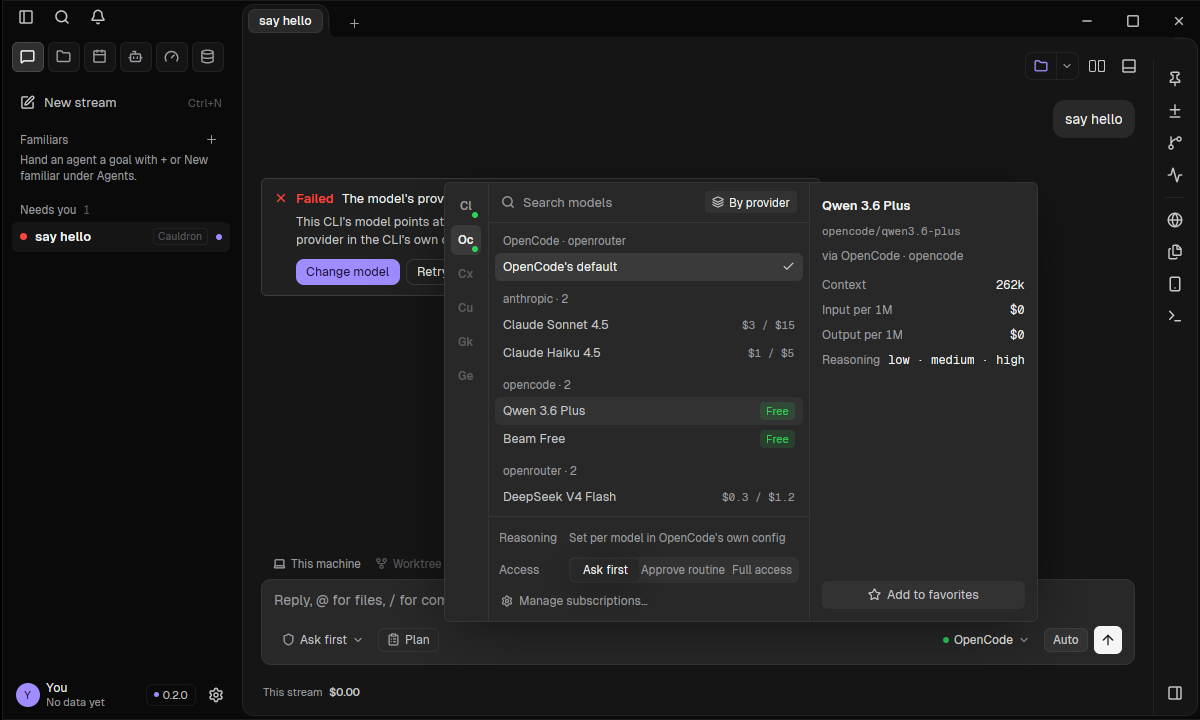 say hello
New stream
Ctrl+N
Familiars
Hand an agent a goal with + or New
familiar under Agents.
Needs you 1
say hello
Cauldron
You
Y
No data yet
0.2.0
say hello
Failed The model's prov
This CLI's model points at
provider in the CLI's own c
Change model
Retry
Cl
Oc
Cx
Cu
Gk
Ge
Search models
By provider
OpenCode · openrouter
OpenCode's default
anthropic · 2
Claude Sonnet 4.5 $3 / $15
Claude Haiku 4.5 $1 / $5
opencode · 2
Qwen 3.6 Plus Free
Beam Free Free
openrouter · 2
DeepSeek V4 Flash $0.3 / $1.2
Reasoning Set per model in OpenCode's own config
Access Ask first Approve routine Full access
Manage subscriptions…
Qwen 3.6 Plus
opencode/qwen3.6-plus
via OpenCode · opencode
Context 262k
Input per 1M $0
Output per 1M $0
Reasoning low · medium · high
Add to favorites
This machine Worktree
Reply, @ for files, / for com
Ask first Plan
OpenCode Auto
This stream $0.00